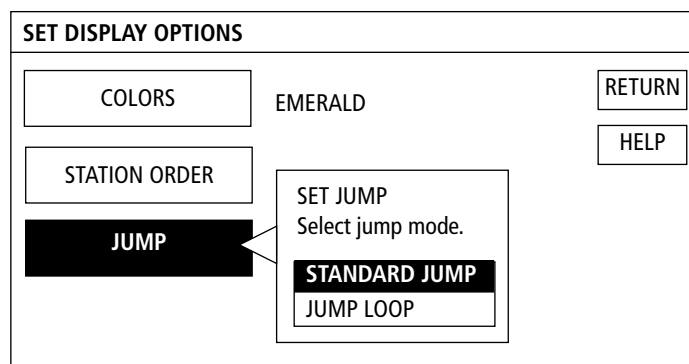 SET DISPLAY OPTIONS
COLORS
EMERALD
RETURN
HELP
STATION ORDER
SET JUMP
Select jump mode.
JUMP
STANDARD JUMP
JUMP LOOP